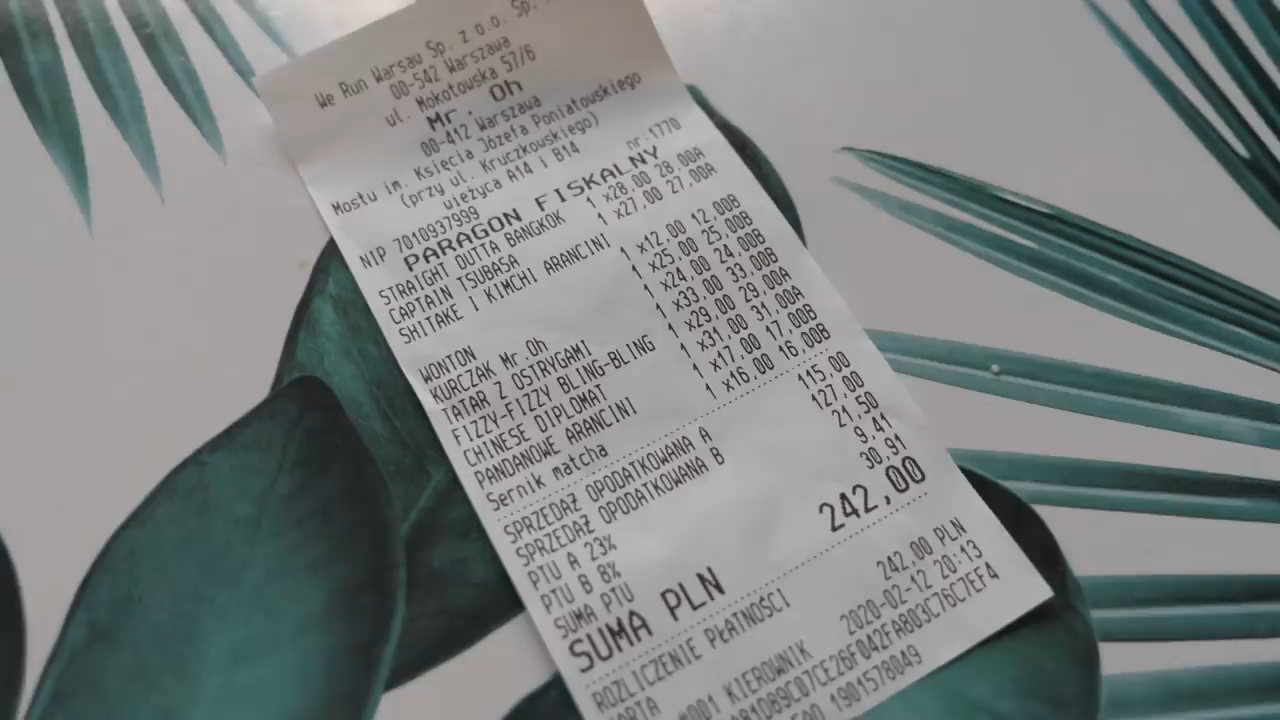 We Run Warsaw Sp. z o.o. Sp.
00-542 Warszawa
ul. Mokotowska 57/6
Mr. Oh
00-412 Warszawa
Mostu im. Księcia Józefa Poniatowskiego
(przy ul. Kruczkowskiego)
wieżyca A14 i B14
NIP 7010937999 nr.1770
PARAGON FISKALNY
STRAIGHT OUTTA BANGKOK 1 x28,00 28,00A
CAPTAIN TSUBASA 1 x27,00 27,00A
SHITAKE I KIMCHI ARANCINI
1 x12,00 12,00B
WONTON 1 x25,00 25,00B
KURCZAK Mr.Oh 1 x24,00 24,00B
TATAR Z OSTRYGAMI 1 x33,00 33,00B
FIZZY-FIZZY BLING-BLING 1 x29,00 29,00A
CHINESE DIPLOMAT 1 x31,00 31,00A
PANDANOWE ARANCINI 1 x17,00 17,00B
Sernik matcha 1 x16,00 16,00B
SPRZEDAŻ OPODATKOWANA A 115,00
SPRZEDAŻ OPODATKOWANA B 127,00
PTU A 23% 21,50
PTU B 8% 9,41
SUMA PTU 30,91
SUMA PLN 242,00
ROZLICZENIE PŁATNOŚCI
KARTA 242,00 PLN
#001 KIEROWNIK 2020-02-12 20:13
81D89C07CE26F042FA803C76C7EF4
1901578049